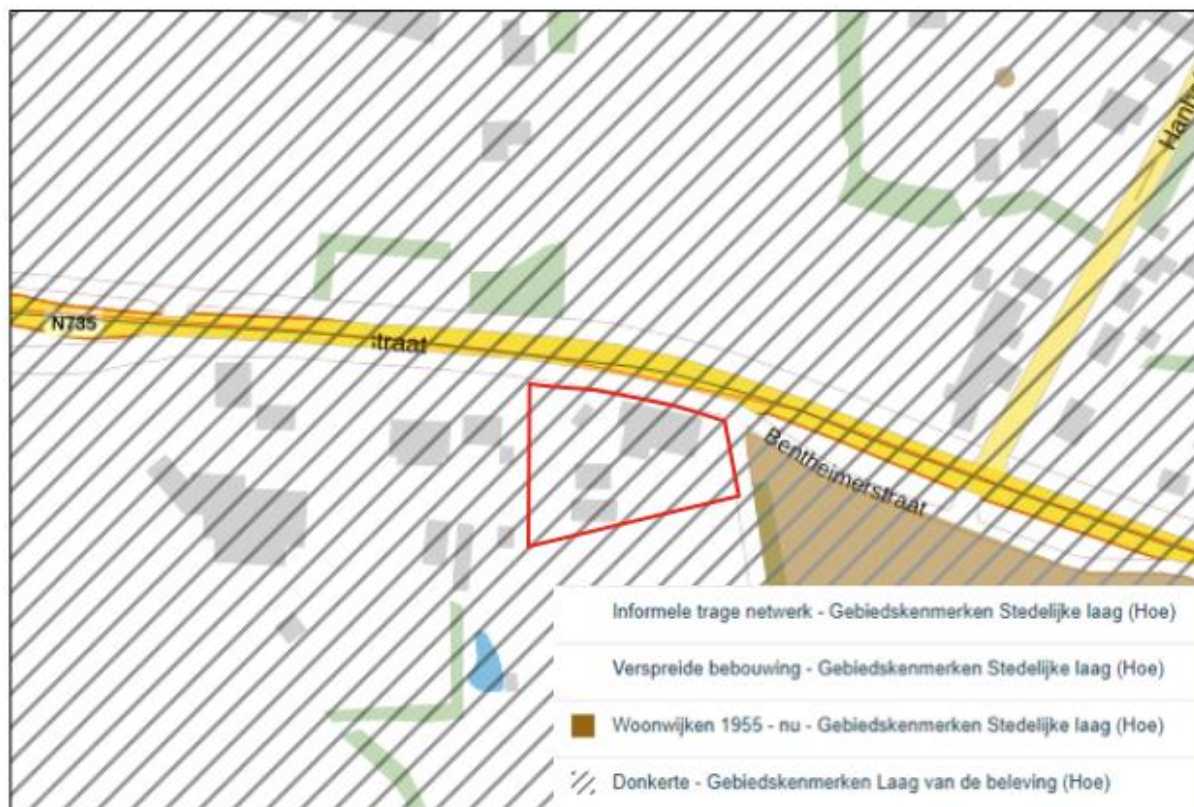 N735
traat
Bentheimerstraat
Informele trage netwerk - Gebiedskenmerken Stedelijke laag (Hoe)
Verspreide bebouwing - Gebiedskenmerken Stedelijke laag (Hoe)
Woonwijken 1955 - nu - Gebiedskenmerken Stedelijke laag (Hoe)
Donkerte - Gebiedskenmerken Laag van de beleving (Hoe)